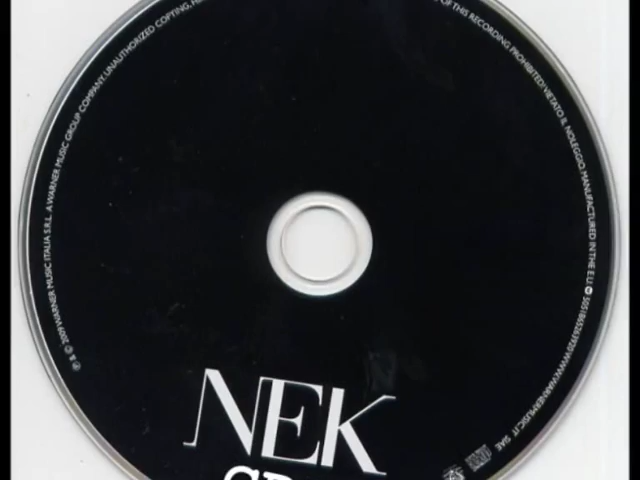 ℗ & © 2009 WARNER MUSIC ITALIA S.R.L. A WARNER MUSIC GROUP COMPANY. UNAUTHORIZED COPYING,
OF THIS RECORDING PROHIBITED! VIETATO IL NOLEGGIO. MANUFACTURED IN THE E.U. 5051865263920 WWW.WARNERMUSIC.IT SIAE
NEK